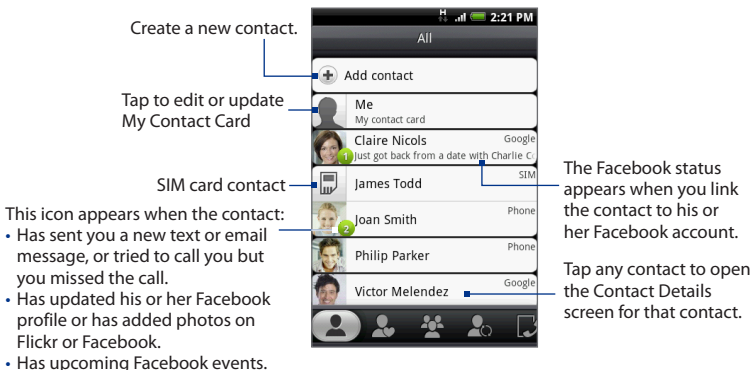 Create a new contact.
Tap to edit or update
My Contact Card
SIM card contact
This icon appears when the contact:
• Has sent you a new text or email
message, or tried to call you but
you missed the call.
• Has updated his or her Facebook
profile or has added photos on
Flickr or Facebook.
• Has upcoming Facebook events.
H 2:21 PM
All
Add contact
Me
My contact card
Claire Nicols Google
1 Just got back from a date with Charlie C
James Todd SIM
Joan Smith Phone
2
Philip Parker Phone
Victor Melendez Google
The Facebook status
appears when you link
the contact to his or
her Facebook account.
Tap any contact to open
the Contact Details
screen for that contact.